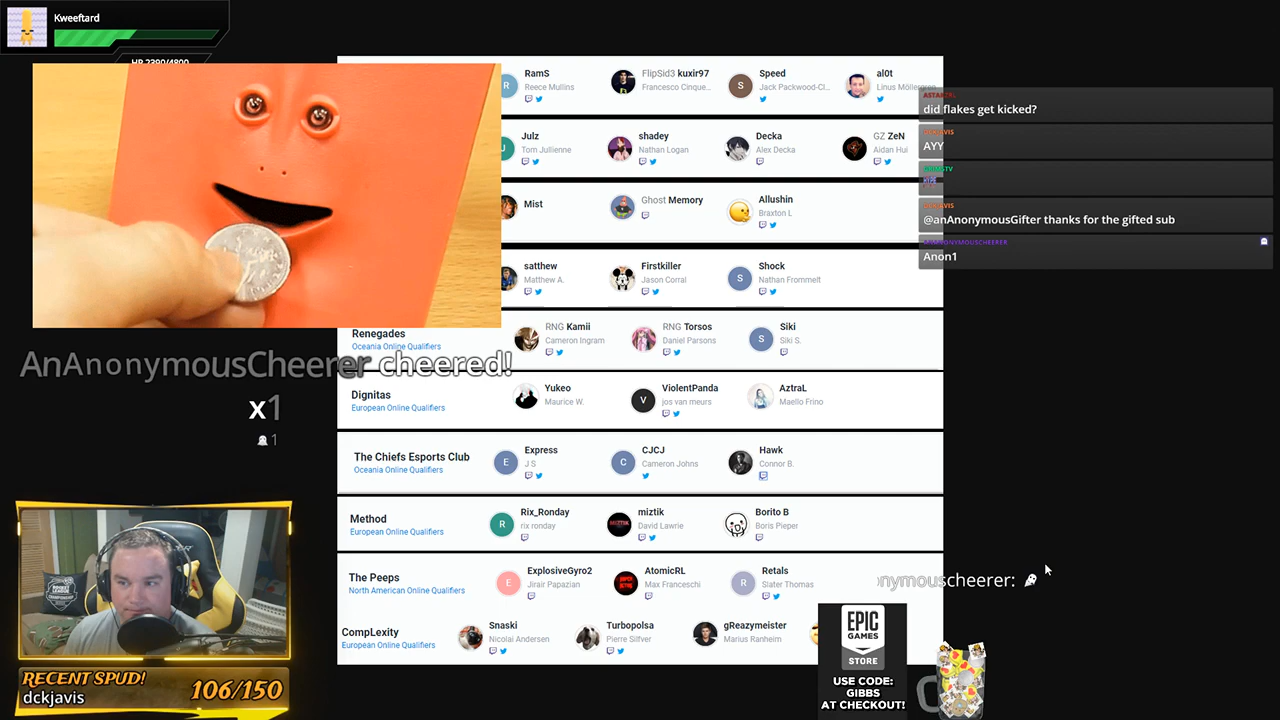 Kweeftard
HP 2390/4800
RamS
Reece Mullins
FlipSid3 kuxir97
Francesco Cinque...
S
Speed
Jack Packwood-Cl...
al0t
Linus Möllergren
Julz
Tom Jullienne
shadey
Nathan Logan
Decka
Alex Decka
GZ ZeN
Aidan Hui
Mist
Ghost Memory
Allushin
Braxton L
satthew
Matthew A.
Firstkiller
Jason Corral
S
Shock
Nathan Frommelt
Renegades
Oceania Online Qualifiers
RNG Kamii
Cameron Ingram
RNG Torsos
Daniel Parsons
S
Siki
Siki S.
Dignitas
European Online Qualifiers
Yukeo
Maurice W.
V
ViolentPanda
jos van meurs
AztraL
Maello Frino
The Chiefs Esports Club
Oceania Online Qualifiers
E
Express
J S
C
CJCJ
Cameron Johns
Hawk
Connor B.
Method
European Online Qualifiers
R
Rix_Ronday
rix ronday
miztik
David Lawrie
Borito B
Boris Pieper
The Peeps
North American Online Qualifiers
E
ExplosiveGyro2
Jirair Papazian
AtomicRL
Max Franceschi
R
Retals
Slater Thomas
CompLexity
European Online Qualifiers
Snaski
Nicolai Andersen
Turbopolsa
Pierre Silfver
gReazymeister
Marius Ranheim
did flakes get kicked?
AYY
@anAnonymousGifter thanks for the gifted sub
ANANONYMOUSCHEERER
Anon1
AnAnonymousCheerer cheered!
x1
1
nymouscheerer:
RECENT SPUD!
dckjavis
106/150
EPIC
GAMES
STORE
USE CODE:
GIBBS
AT CHECKOUT!